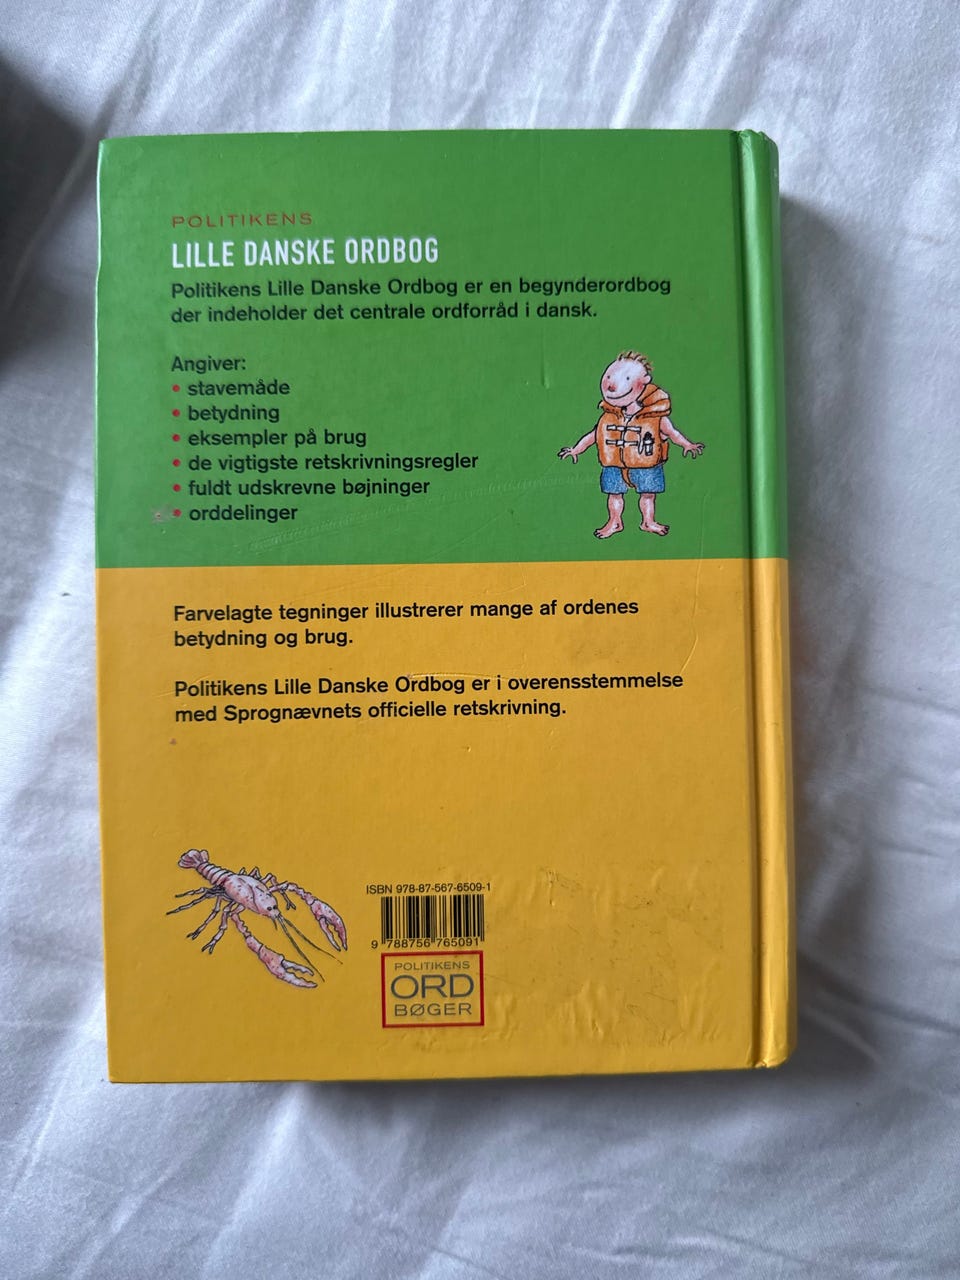 POLITIKENS
LILLE DANSKE ORDBOG
Politikens Lille Danske Ordbog er en begynderordbog
der indeholder det centrale ordforråd i dansk.
Angiver:
• stavemåde
• betydning
• eksempler på brug
• de vigtigste retskrivningsregler
• fuldt udskrevne bøjninger
• orddelinger
Farvelagte tegninger illustrerer mange af ordenes
betydning og brug.
Politikens Lille Danske Ordbog er i overensstemmelse
med Sprognævnets officielle retskrivning.
ISBN 978-87-567-6509-1
9 788756 765091
POLITIKENS
ORD
BØGER